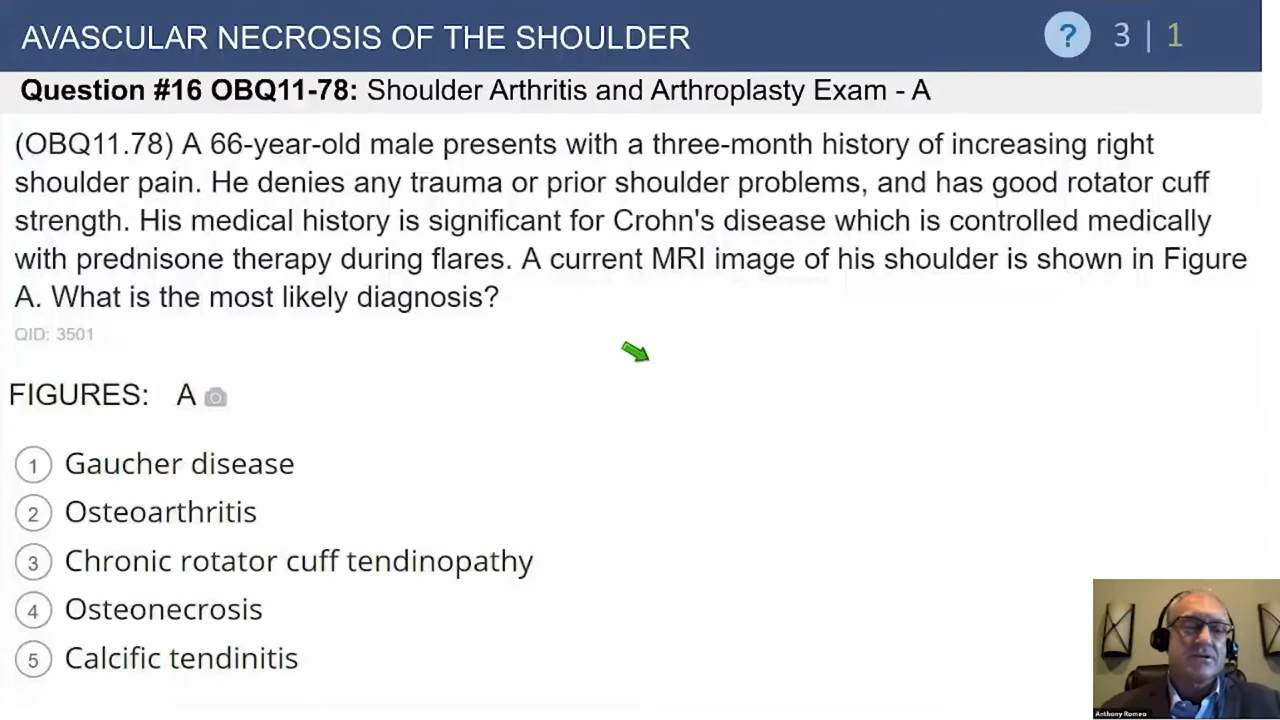 AVASCULAR NECROSIS OF THE SHOULDER
? 3 | 1
Question #16 OBQ11-78: Shoulder Arthritis and Arthroplasty Exam - A
(OBQ11.78) A 66-year-old male presents with a three-month history of increasing right
shoulder pain. He denies any trauma or prior shoulder problems, and has good rotator cuff
strength. His medical history is significant for Crohn's disease which is controlled medically
with prednisone therapy during flares. A current MRI image of his shoulder is shown in Figure
A. What is the most likely diagnosis?
QID: 3501
FIGURES: A
1 Gaucher disease
2 Osteoarthritis
3 Chronic rotator cuff tendinopathy
4 Osteonecrosis
5 Calcific tendinitis
Anthony Romeo